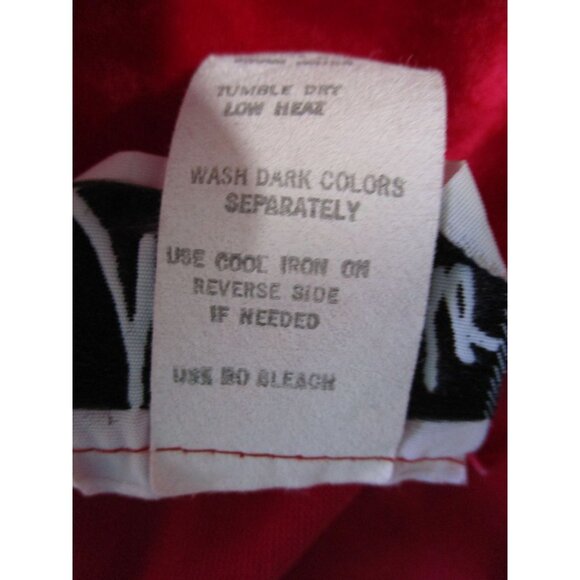 TUMBLE DRY
LOW HEAT
WASH DARK COLORS
SEPARATELY
USE COOL IRON ON
REVERSE SIDE
IF NEEDED
USE NO BLEACH